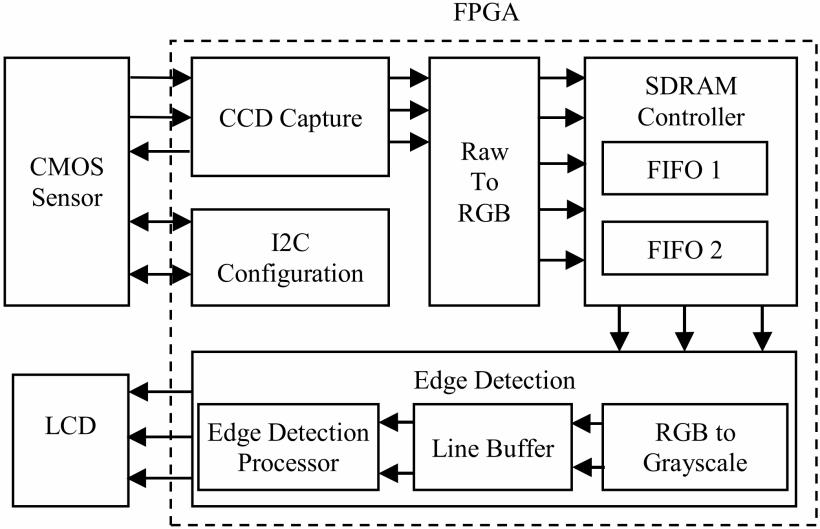 FPGA
CMOS
Sensor
CCD Capture
I2C
Configuration
Raw
To
RGB
SDRAM
Controller
FIFO 1
FIFO 2
LCD
Edge Detection
Edge Detection
Processor
Line Buffer
RGB to
Grayscale